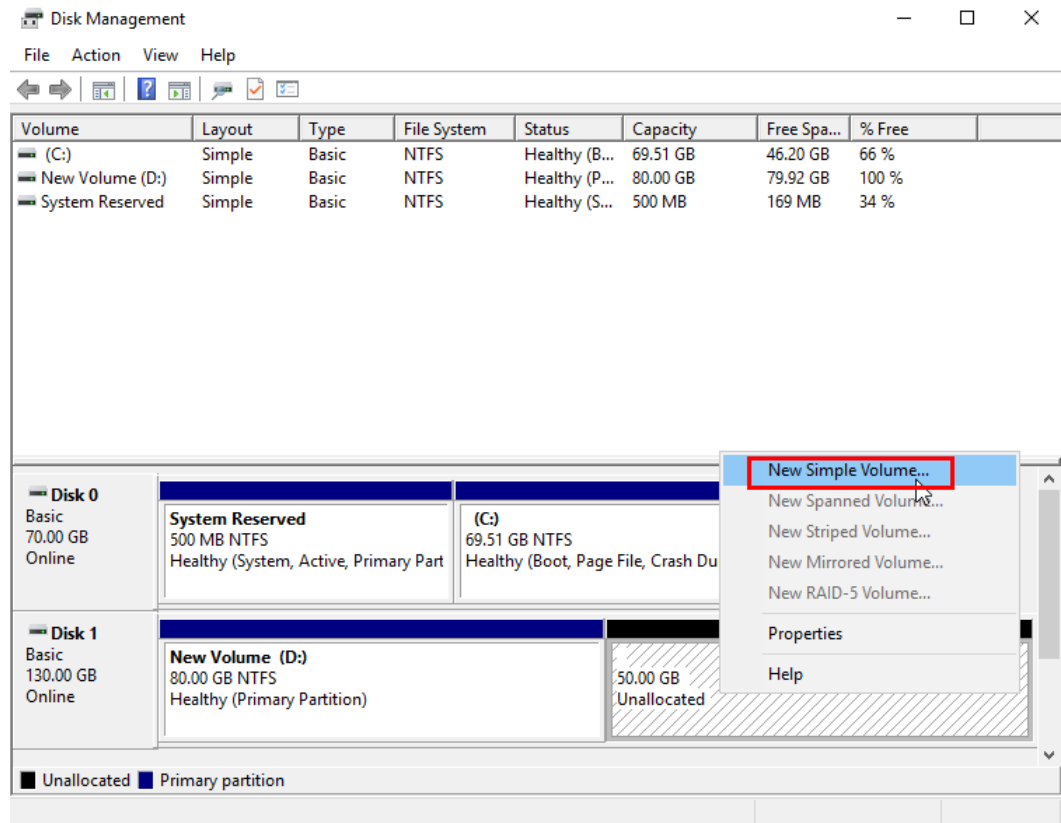 Disk Management
File Action View Help
Volume Layout Type File System Status Capacity Free Spa... % Free
(C:) Simple Basic NTFS Healthy (B... 69.51 GB 46.20 GB 66 %
New Volume (D:) Simple Basic NTFS Healthy (P... 80.00 GB 79.92 GB 100 %
System Reserved Simple Basic NTFS Healthy (S... 500 MB 169 MB 34 %
Disk 0
Basic
70.00 GB
Online
System Reserved
500 MB NTFS
Healthy (System, Active, Primary Part
(C:)
69.51 GB NTFS
Healthy (Boot, Page File, Crash Du
New Simple Volume...
New Spanned Volume...
New Striped Volume...
New Mirrored Volume...
New RAID-5 Volume...
Properties
Help
Disk 1
Basic
130.00 GB
Online
New Volume (D:)
80.00 GB NTFS
Healthy (Primary Partition)
50.00 GB
Unallocated
Unallocated Primary partition